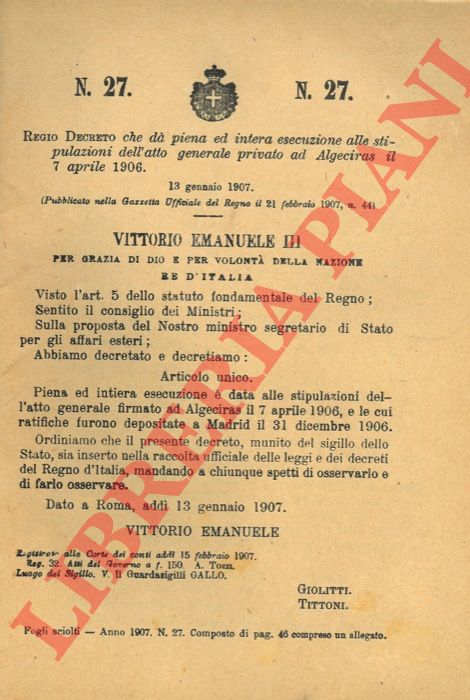 N. 27.
N. 27.
REGIO DECRETO che dà piena ed intera esecuzione alle sti-
pulazioni dell'atto generale privato ad Algeciras il
7 aprile 1906.
13 gennaio 1907.
(Pubblicato nella Gazzetta Ufficiale del Regno il 21 febbraio 1907, n. 44)
VITTORIO EMANUELE III
PER GRAZIA DI DIO E PER VOLONTÀ DELLA NAZIONE
RE D'ITALIA
Visto l'art. 5 dello statuto fondamentale del Regno;
Sentito il consiglio dei Ministri;
Sulla proposta del Nostro ministro segretario di Stato
per gli affari esteri;
Abbiamo decretato e decretiamo:
Articolo unico.
Piena ed intiera esecuzione è data alle stipulazioni del-
l'atto generale firmato ad Algeciras il 7 aprile 1906, e le cui
ratifiche furono depositate a Madrid il 31 dicembre 1906.
Ordiniamo che il presente decreto, munito del sigillo dello
Stato, sia inserto nella raccolta ufficiale delle leggi e dei decreti
del Regno d'Italia, mandando a chiunque spetti di osservarlo e
di farlo osservare.
Dato a Roma, addì 13 gennaio 1907.
VITTORIO EMANUELE
Registrato alla Corte dei conti addì 15 febbraio 1907.
Reg. 32. Atti del Governo a f. 150. A. Tozzi.
Luogo del Sigillo. V. Il Guardasigilli GALLO.
GIOLITTI.
TITTONI.
Fogli sciolti — Anno 1907. N. 27. Composto di pag. 46 compreso un allegato.
LIBRERIA PIANI